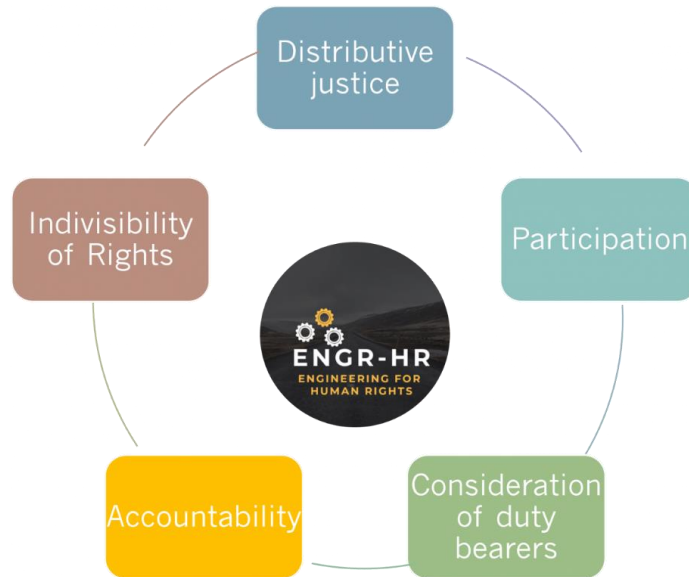 Distributive
justice
Participation
Consideration
of duty
bearers
Accountability
Indivisibility
of Rights
ENGR-HR
ENGINEERING FOR
HUMAN RIGHTS